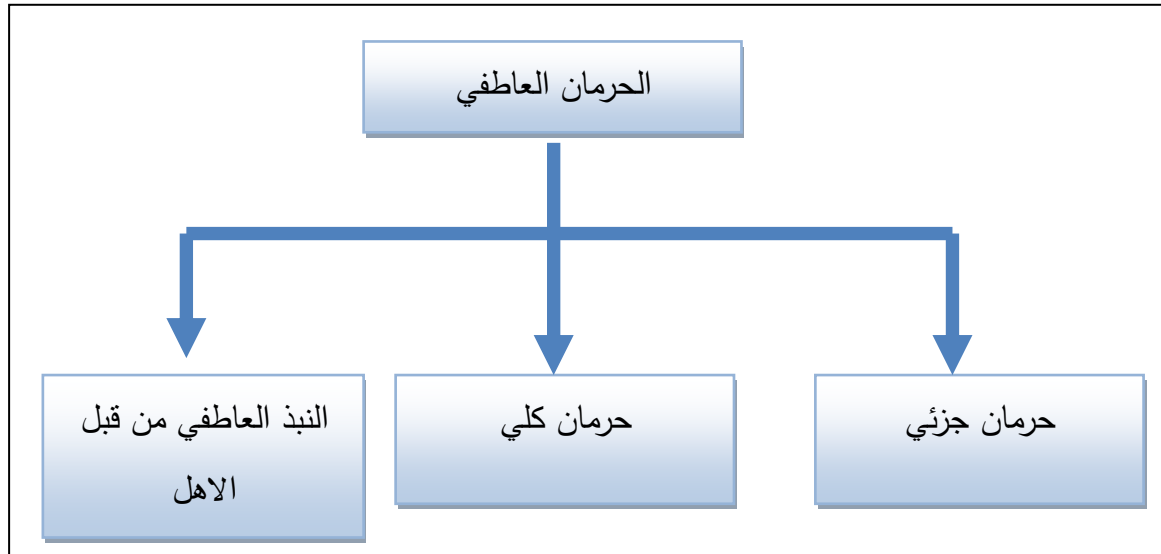 الحرمان العاطفي
حرمان جزئي
حرمان كلي
النبذ العاطفي من قبل
الاهل